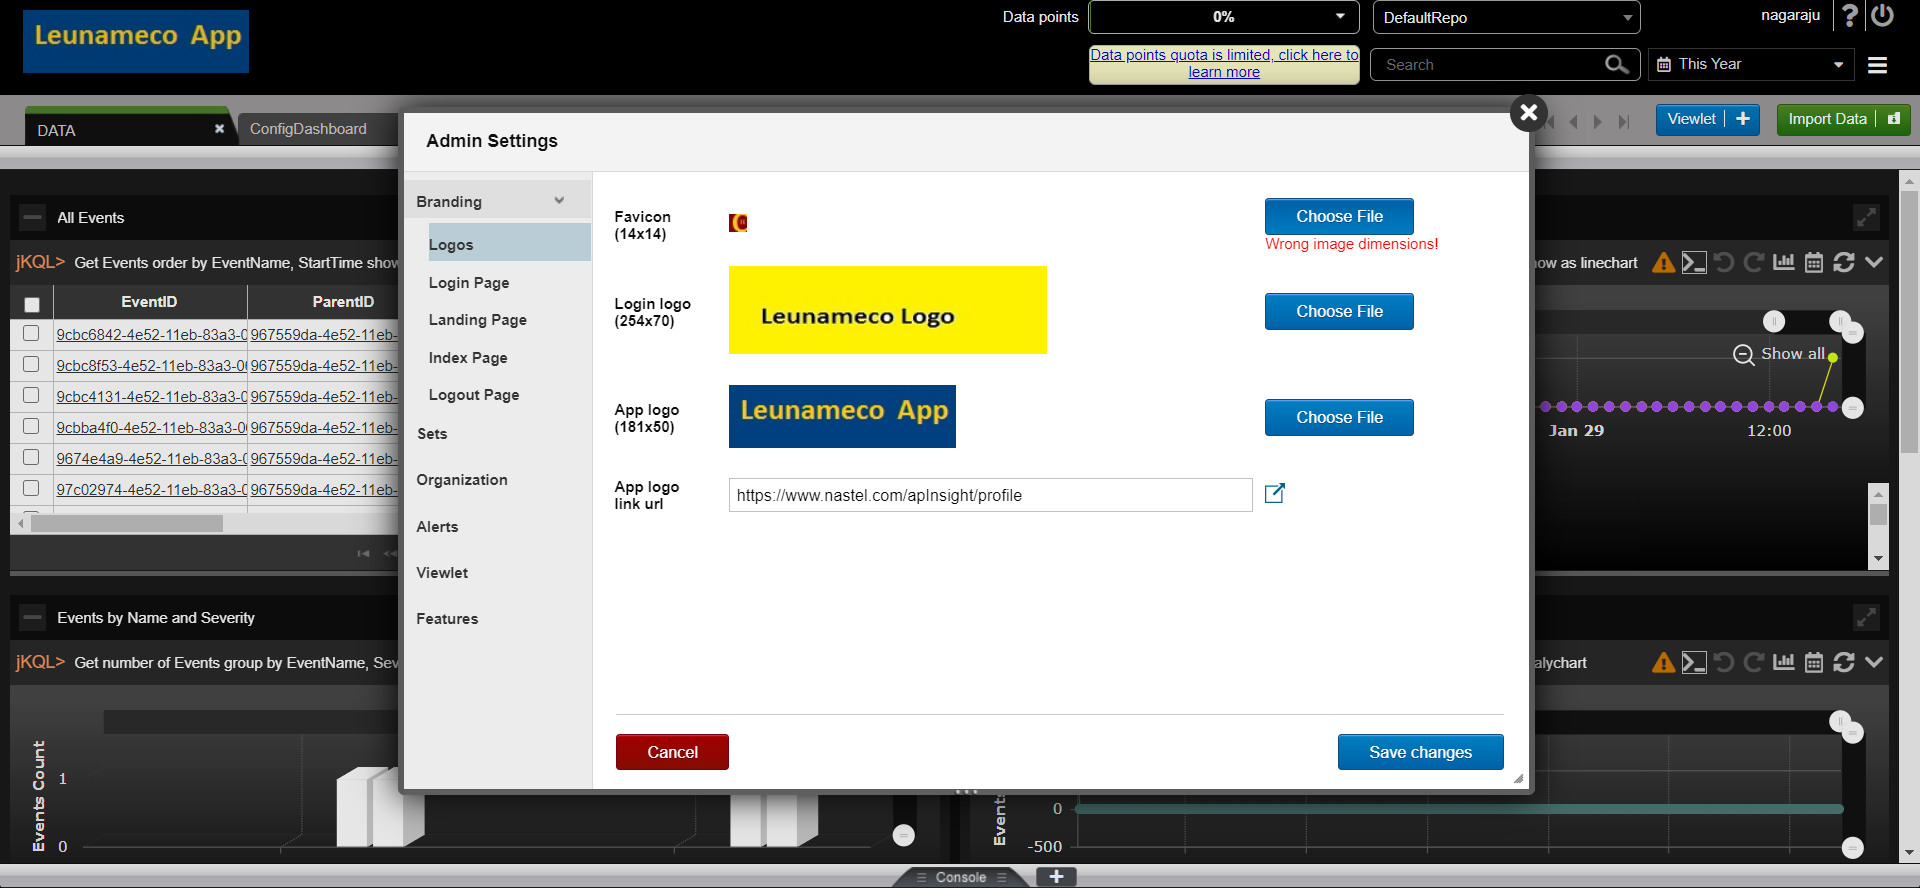 Leunameco App
Data points
0%
DefaultRepo
nagaraju
?
Data points quota is limited, click here to
learn more
Search
This Year
DATA
ConfigDashboard
Viewlet
Import Data
Admin Settings
Branding
Logos
Login Page
Landing Page
Index Page
Logout Page
Sets
Organization
Alerts
Viewlet
Features
Favicon
(14x14)
Choose File
Wrong image dimensions!
Login logo
(254x70)
Leunameco Logo
Choose File
App logo
(181x50)
Leunameco App
Choose File
App logo
link url
https://www.nastel.com/apInsight/profile
Cancel
Save changes
All Events
jKQL> Get Events order by EventName, StartTime show
EventID ParentID
9cbc6842-4e52-11eb-83a3-0 967559da-4e52-11eb-
9cbc8f53-4e52-11eb-83a3-0 967559da-4e52-11eb-
9cbc4131-4e52-11eb-83a3-0 967559da-4e52-11eb-
9cbba4f0-4e52-11eb-83a3-0 967559da-4e52-11eb-
9674e4a9-4e52-11eb-83a3-0 967559da-4e52-11eb-
97c02974-4e52-11eb-83a3-0 967559da-4e52-11eb-
ow as linechart
Show all
Jan 29
12:00
Events by Name and Severity
jKQL> Get number of Events group by EventName, Sev
Events Count
1
0
alychart
Events
0
-500
Console